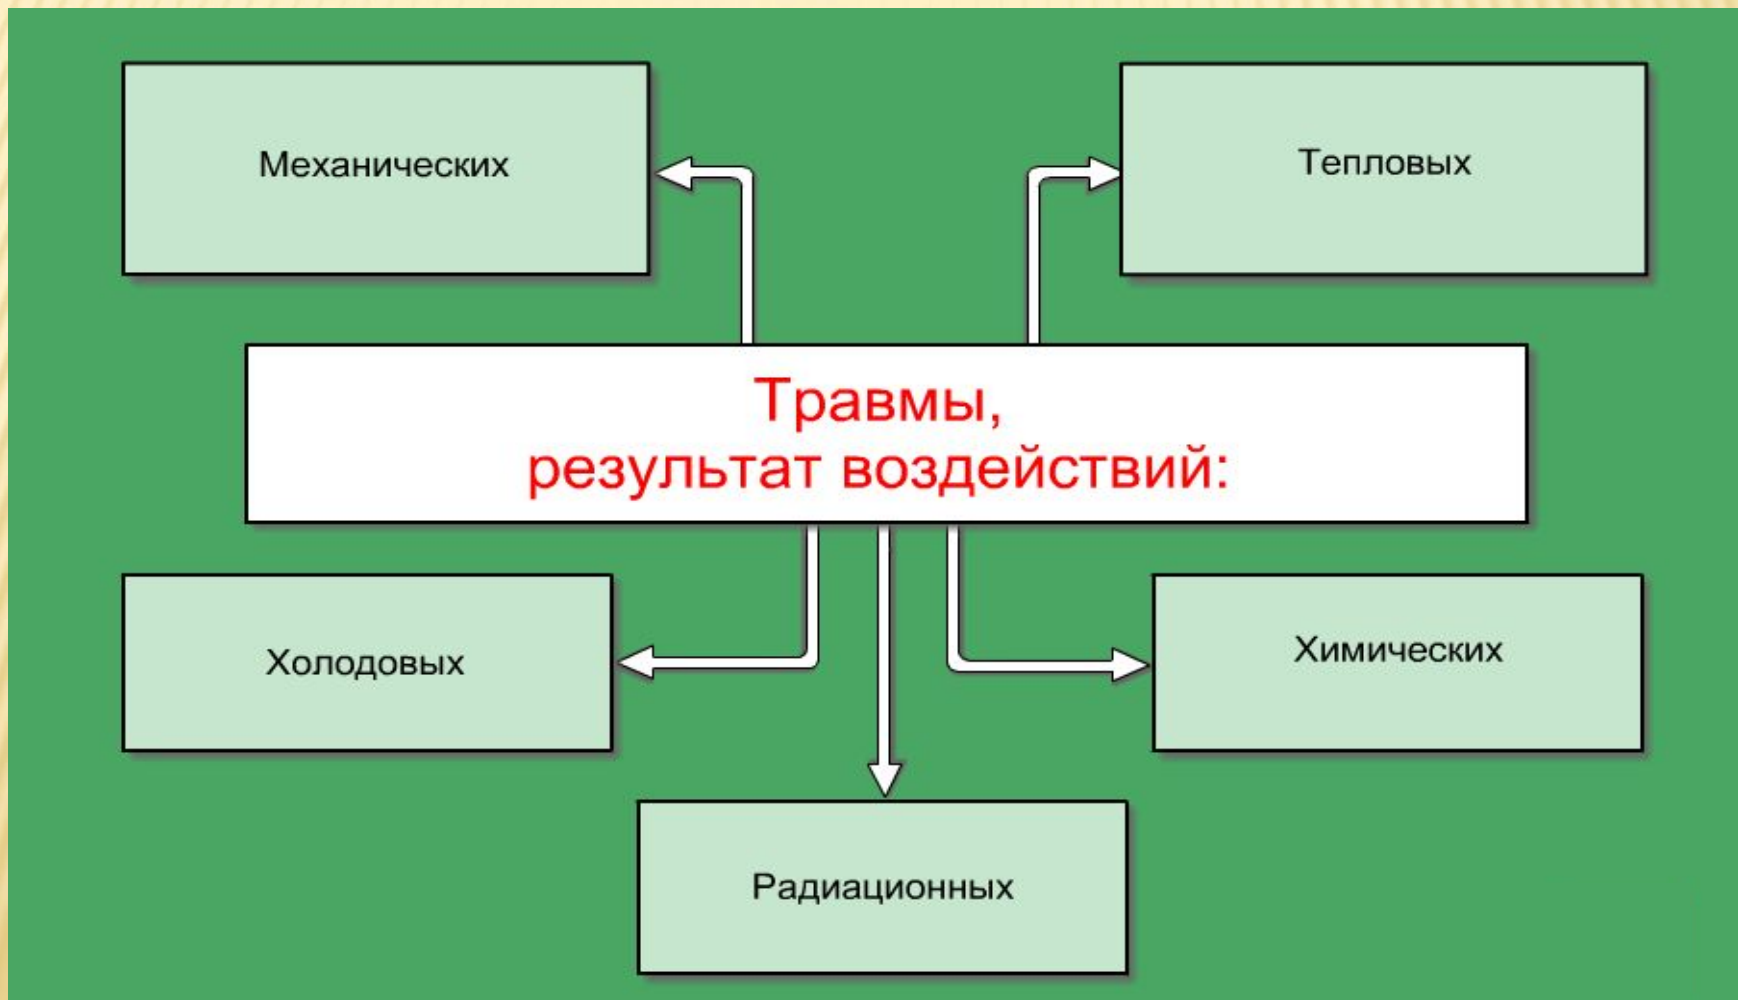 Механических
Тепловых
Травмы,
результат воздействий:
Холодовых
Химических
Радиационных